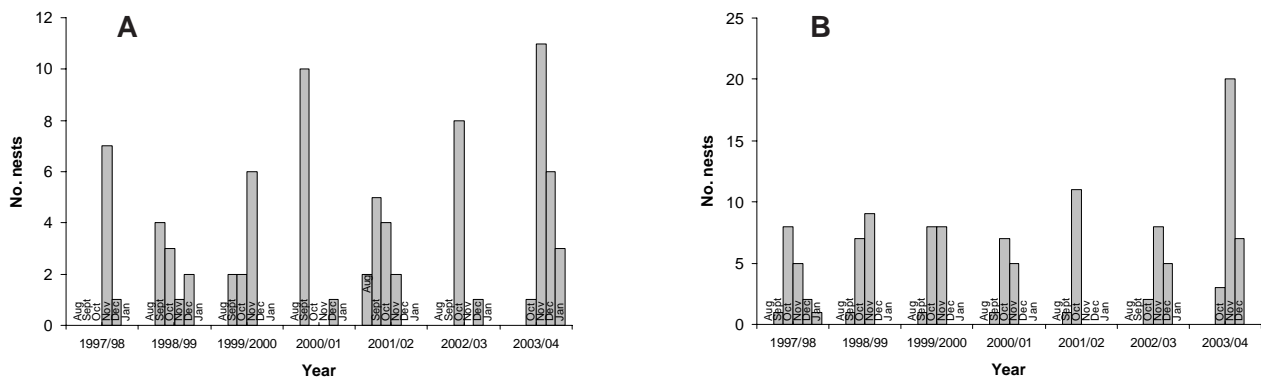 A
No. nests
12
10
8
6
4
2
0
Aug Sept Oct Nov Dec
Aug Sept Oct Nov Dec Jan
Aug Sept Oct Nov Dec Jan
Aug Sept Oct Nov Dec Jan
Aug Sept Oct Nov Dec Jan
Aug Sept Oct Nov Dec Jan
Oct Nov Dec Jan
1997/98 1998/99 1999/2000 2000/01 2001/02 2002/03 2003/04
Year
B
No. nests
25
20
15
10
5
0
Aug Sept Oct Nov Dec Jan
Aug Sept Oct Nov Dec Jan
Aug Sept Oct Nov Dec Jan
Aug Sept Oct Nov Dec Jan
Aug Sept Oct Nov Dec Jan
Aug Sept Oct Nov Dec Jan
Oct Nov Dec
1997/98 1998/99 1999/2000 2000/01 2001/02 2002/03 2003/04
Year